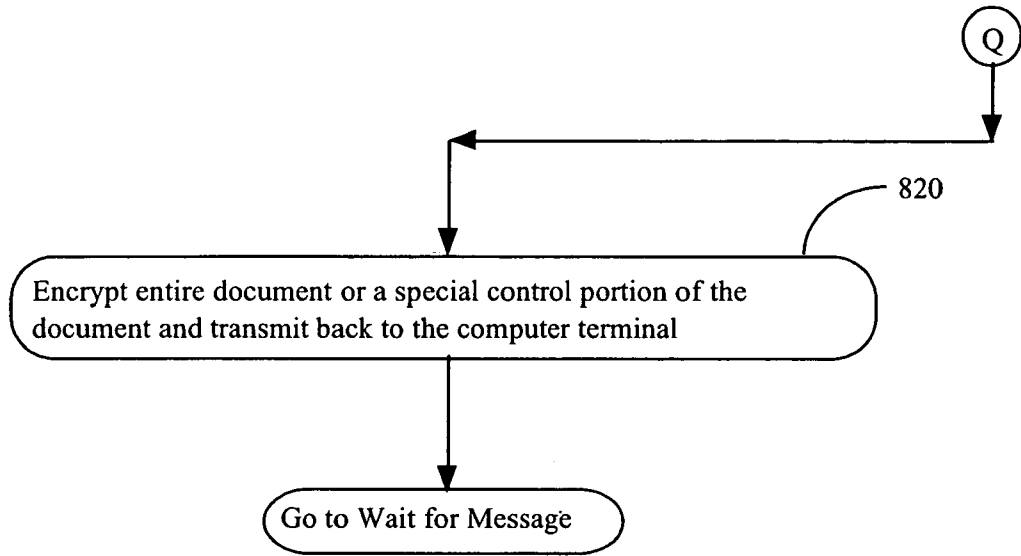 Q
820
Encrypt entire document or a special control portion of the
document and transmit back to the computer terminal
Go to Wait for Message